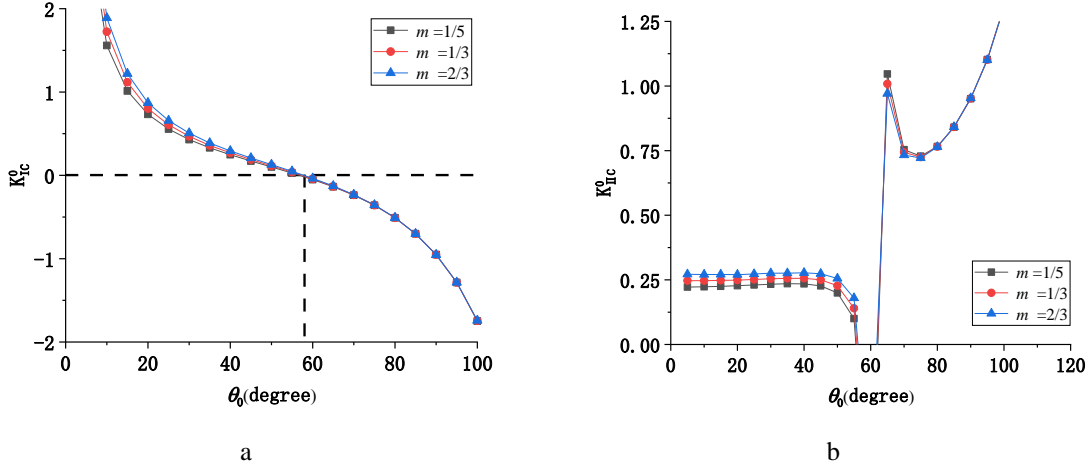 2
1
0
-1
-2
K⁰IC
0
20
40
60
80
100
θ₀(degree)
m =1/5
m =1/3
m =2/3
a
1.25
1.00
0.75
0.50
0.25
0.00
K⁰IIC
0
20
40
60
80
100
120
θ₀(degree)
m =1/5
m =1/3
m =2/3
b